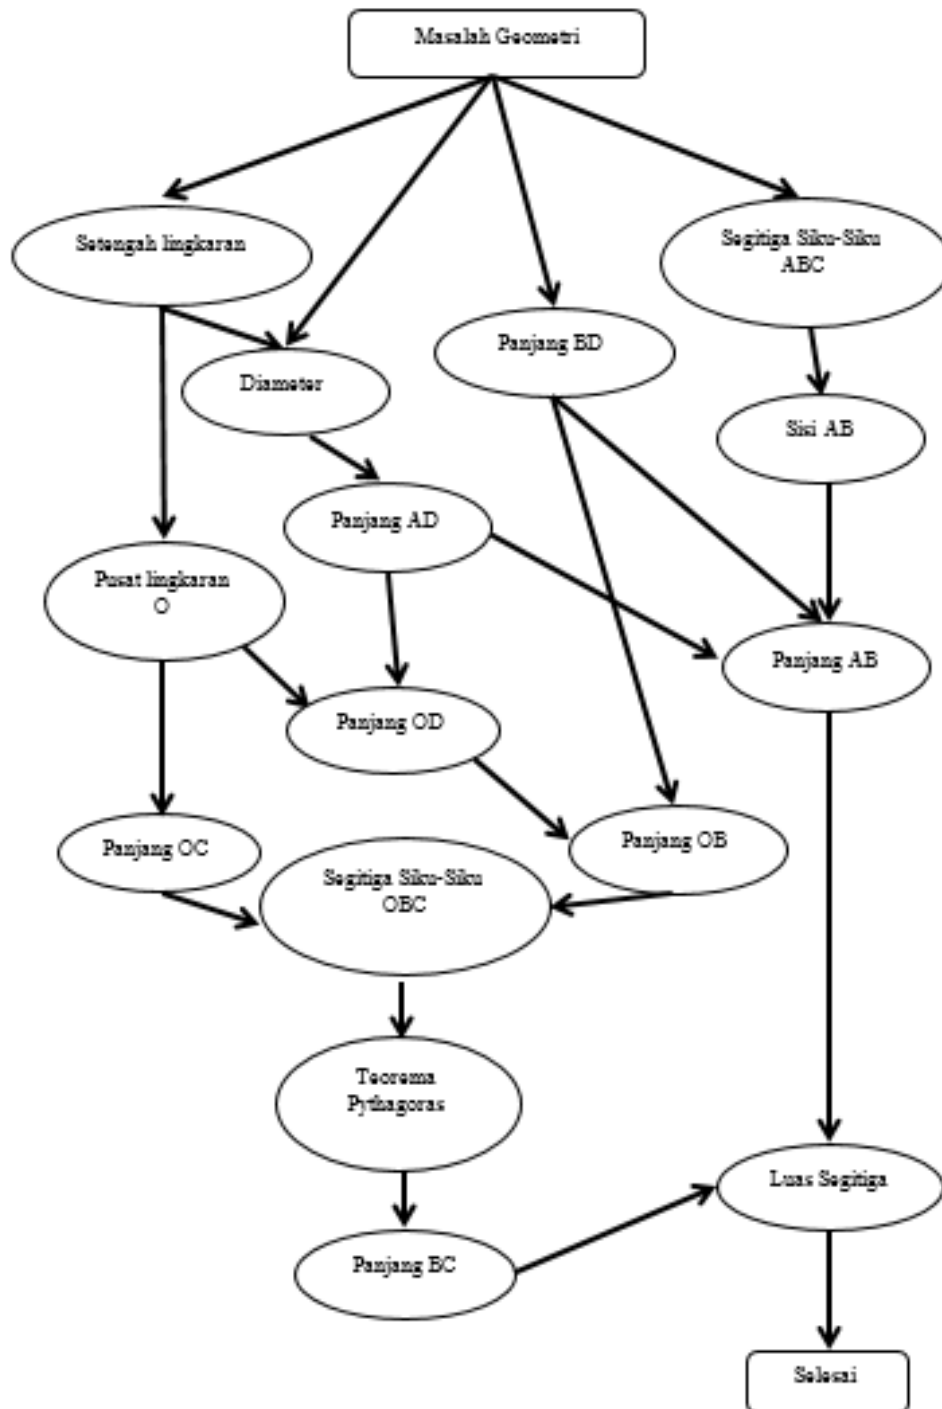 Masalah Geometri
Setengah lingkaran
Segitiga Siku-Siku
ABC
Panjang BD
Diameter
Sisi AB
Panjang AD
Pusat lingkaran
O
Panjang AB
Panjang OD
Panjang OC
Panjang OB
Segitiga Siku-Siku
OBC
Teorema
Pythagoras
Luas Segitiga
Panjang BC
Selesai